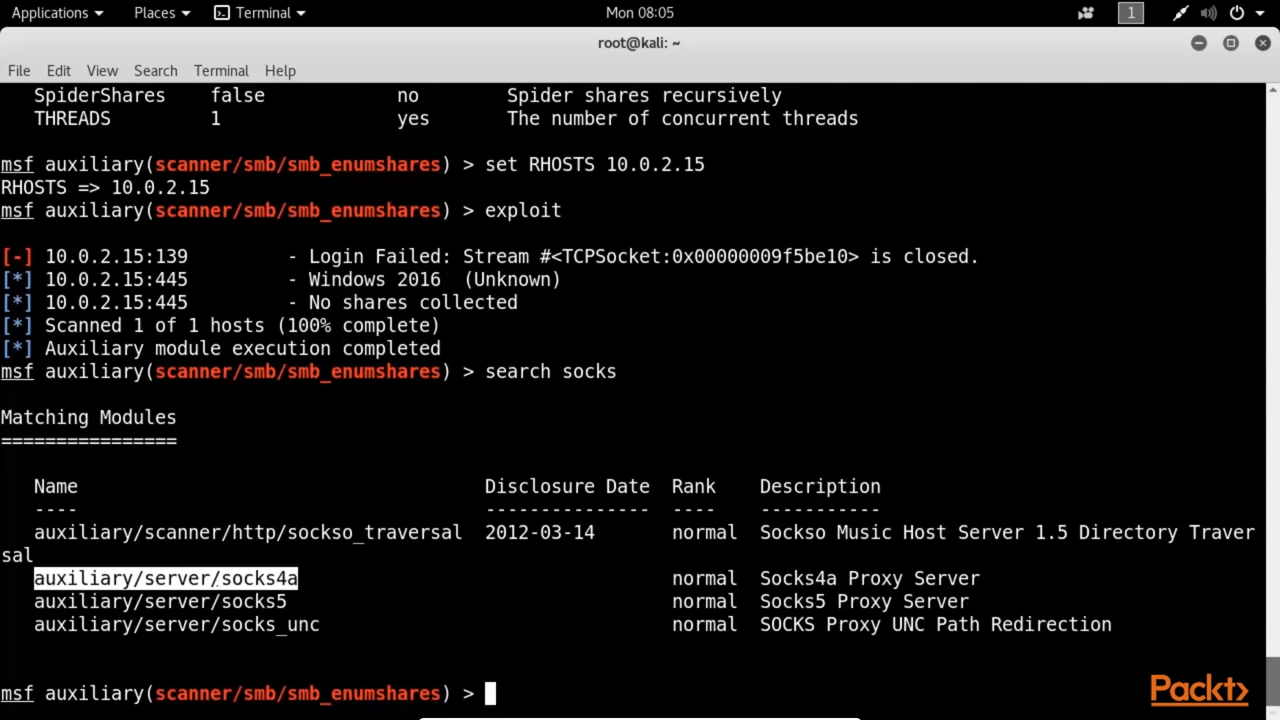 Applications Places Terminal Mon 08:05 1
root@kali: ~
File Edit View Search Terminal Help
SpiderShares false no Spider shares recursively
THREADS 1 yes The number of concurrent threads
msf auxiliary(scanner/smb/smb_enumshares) > set RHOSTS 10.0.2.15
RHOSTS => 10.0.2.15
msf auxiliary(scanner/smb/smb_enumshares) > exploit
[-] 10.0.2.15:139 - Login Failed: Stream #<TCPSocket:0x00000009f5be10> is closed.
[*] 10.0.2.15:445 - Windows 2016 (Unknown)
[*] 10.0.2.15:445 - No shares collected
[*] Scanned 1 of 1 hosts (100% complete)
[*] Auxiliary module execution completed
msf auxiliary(scanner/smb/smb_enumshares) > search socks
Matching Modules
================
Name Disclosure Date Rank Description
---- --------------- ---- -----------
auxiliary/scanner/http/sockso_traversal 2012-03-14 normal Sockso Music Host Server 1.5 Directory Traver
sal
auxiliary/server/socks4a normal Socks4a Proxy Server
auxiliary/server/socks5 normal Socks5 Proxy Server
auxiliary/server/socks_unc normal SOCKS Proxy UNC Path Redirection
msf auxiliary(scanner/smb/smb_enumshares) >
Packt>